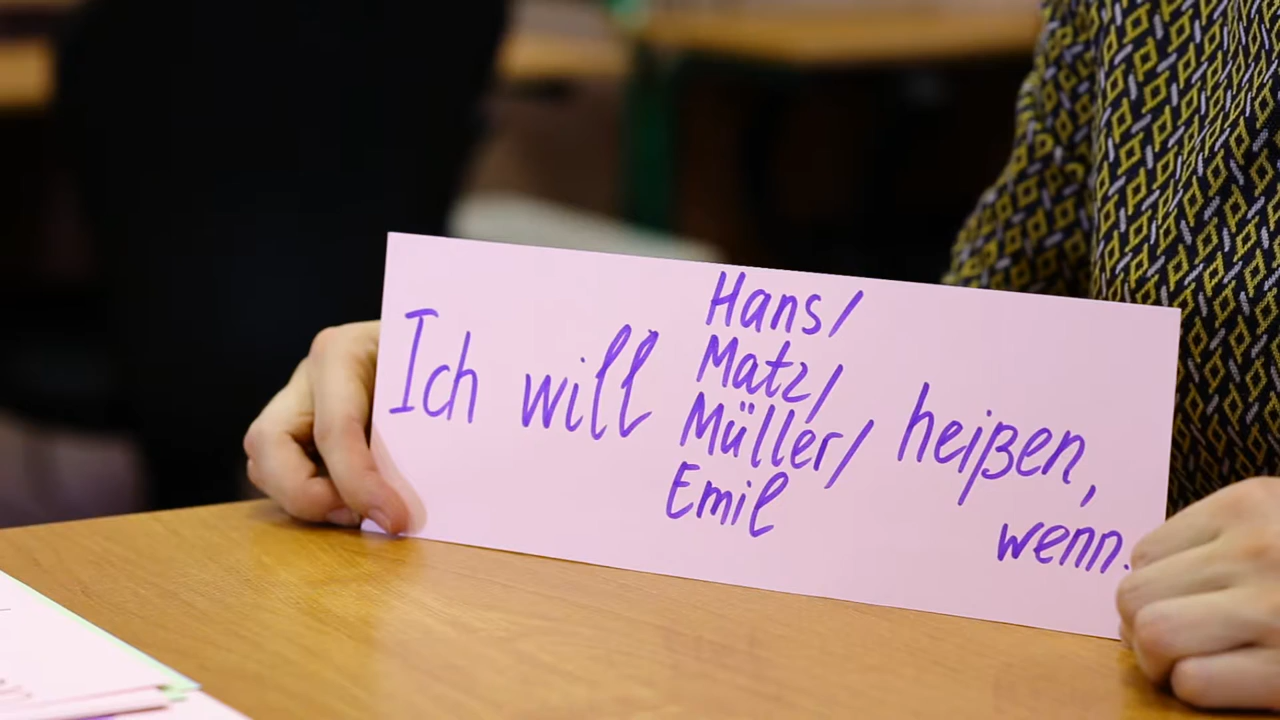 Ich will Hans/
Matz/
Müller/
Emil
heißen,
wenn.